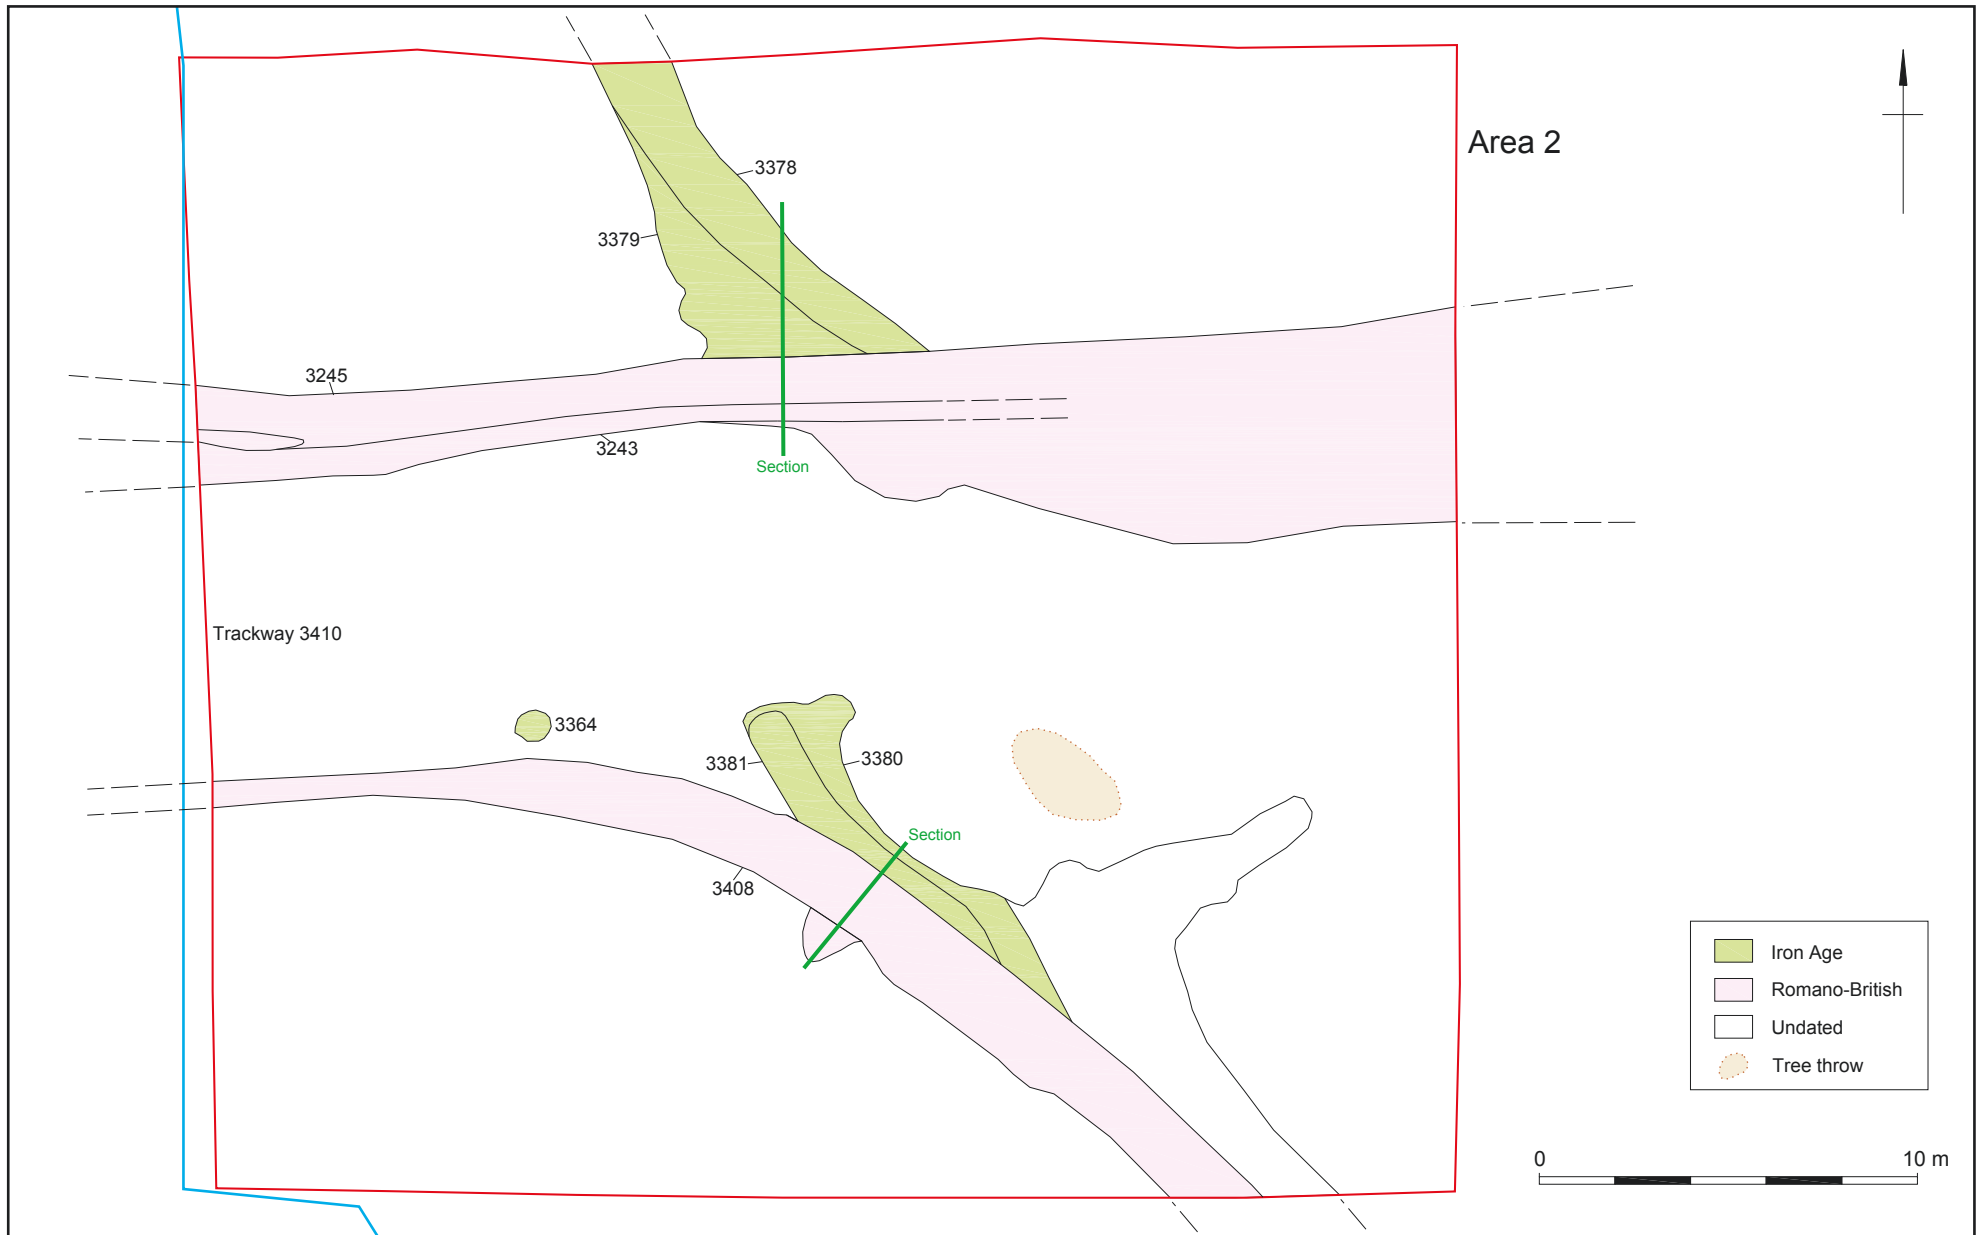 Area 2
3378
3379
3245
3243
Section
Trackway 3410
3364
3381
3380
Section
3408
Iron Age
Romano-British
Undated
Tree throw
0 10 m